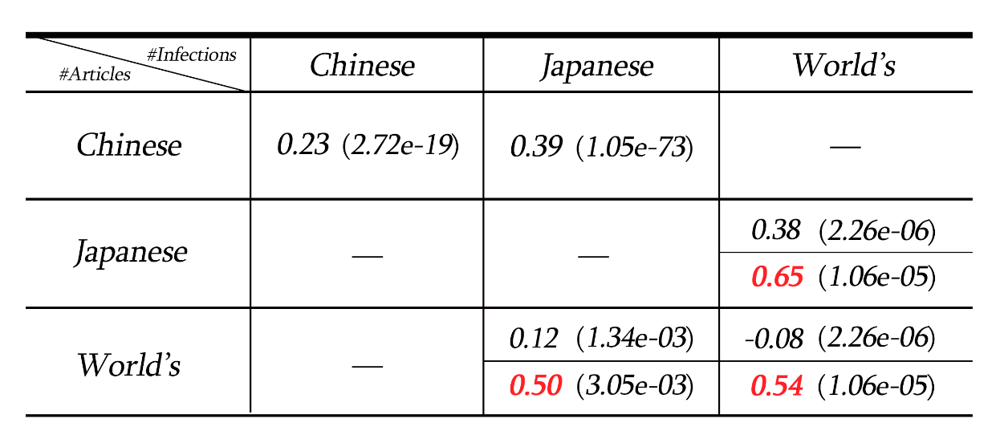 #Infections
#Articles
Chinese Japanese World's
Chinese 0.23 (2.72e-19) 0.39 (1.05e-73) —
Japanese — — 0.38 (2.26e-06)
0.65 (1.06e-05)
World's — 0.12 (1.34e-03) -0.08 (2.26e-06)
0.50 (3.05e-03) 0.54 (1.06e-05)